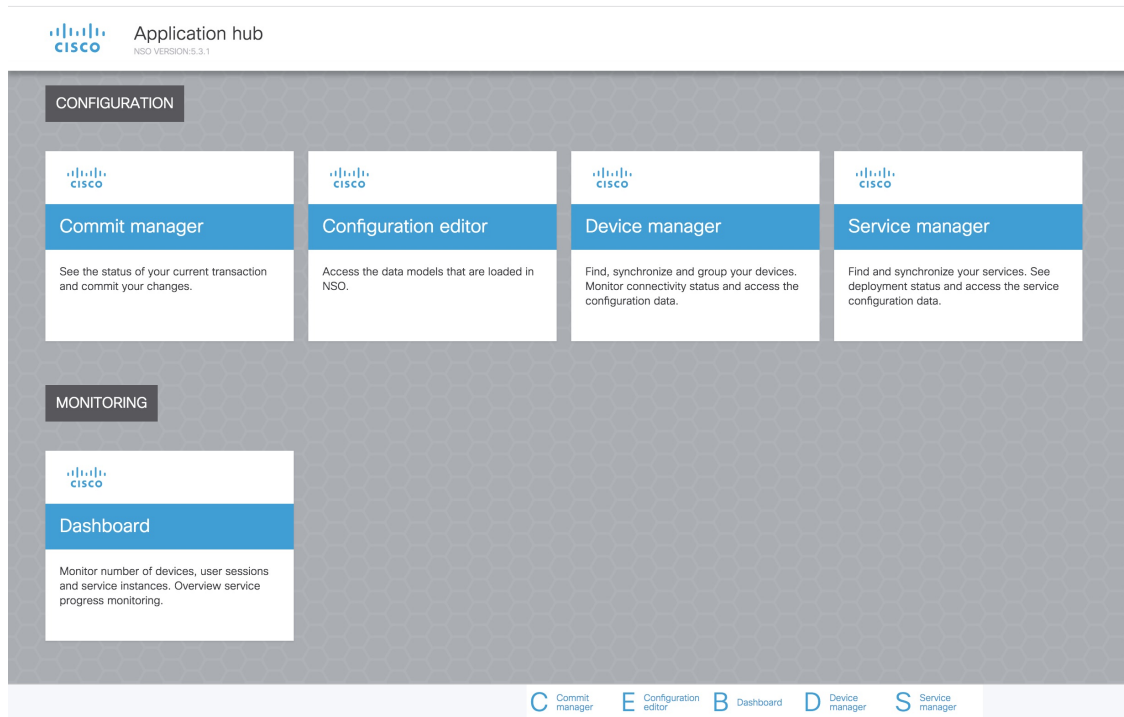 CISCO
Application hub
NSO VERSION:5.3.1
CONFIGURATION
CISCO
Commit manager
See the status of your current transaction
and commit your changes.
CISCO
Configuration editor
Access the data models that are loaded in
NSO.
CISCO
Device manager
Find, synchronize and group your devices.
Monitor connectivity status and access the
configuration data.
CISCO
Service manager
Find and synchronize your services. See
deployment status and access the service
configuration data.
MONITORING
CISCO
Dashboard
Monitor number of devices, user sessions
and service instances. Overview service
progress monitoring.
C Commit
manager
E Configuration
editor
B Dashboard
D Device
manager
S Service
manager